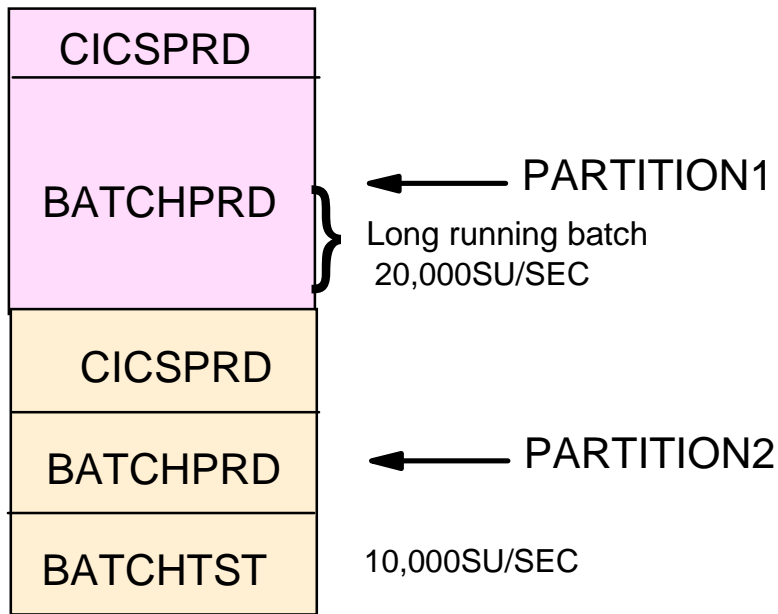 CICSPRD
BATCHPRD
PARTITION1
Long running batch
20,000SU/SEC
CICSPRD
BATCHPRD
PARTITION2
BATCHTST
10,000SU/SEC